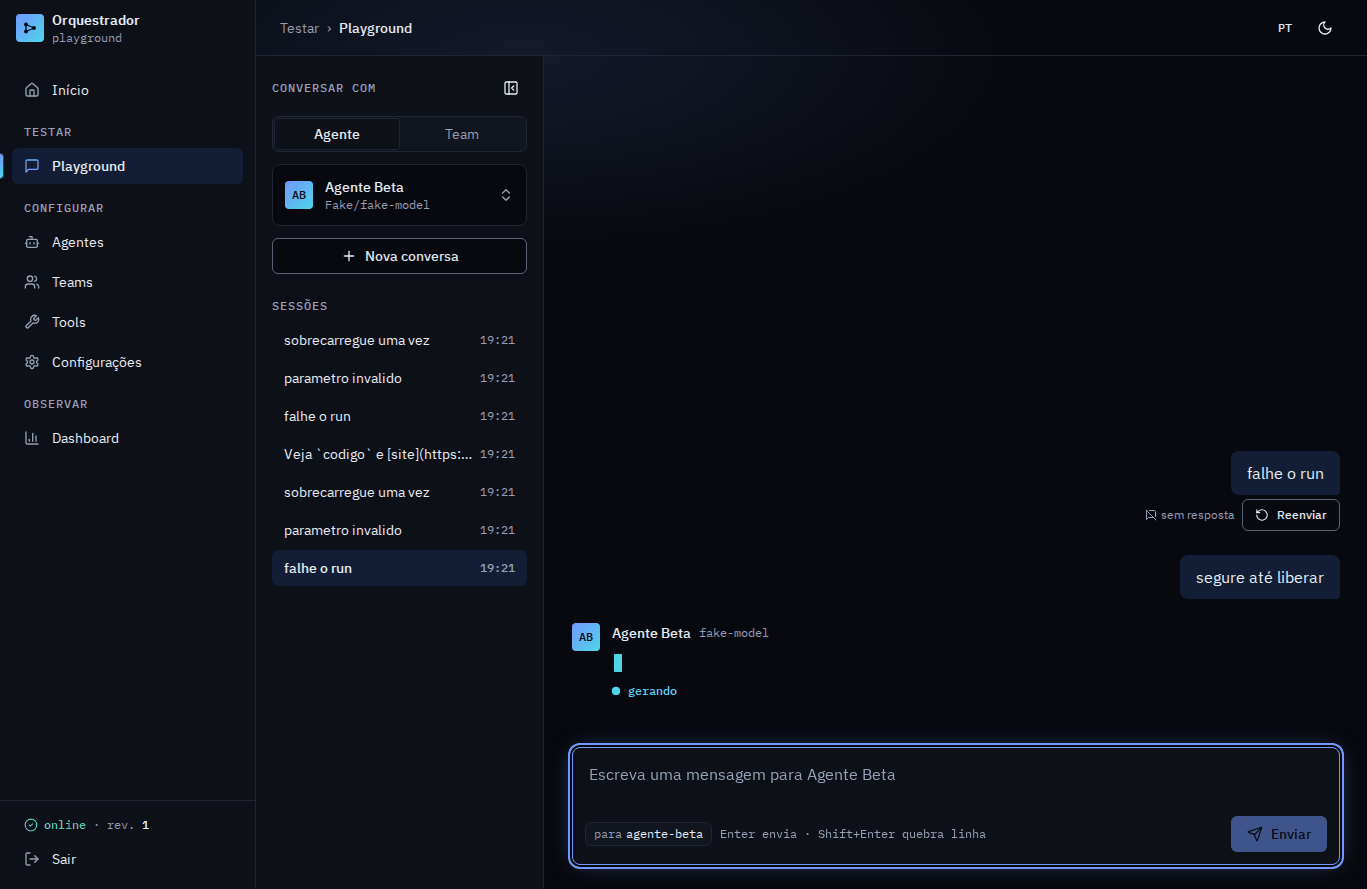 Orquestrador
playground
Início
TESTAR
Playground
CONFIGURAR
Agentes
Teams
Tools
Configurações
OBSERVAR
Dashboard
online · rev. 1
Sair
Testar › Playground
PT
CONVERSAR COM
Agente
Team
AB
Agente Beta
Fake/fake-model
Nova conversa
SESSÕES
sobrecarregue uma vez 19:21
parametro invalido 19:21
falhe o run 19:21
Veja `codigo` e [site](https:... 19:21
sobrecarregue uma vez 19:21
parametro invalido 19:21
falhe o run 19:21
falhe o run
sem resposta
Reenviar
segure até liberar
AB
Agente Beta fake-model
gerando
Escreva uma mensagem para Agente Beta
para agente-beta
Enter envia · Shift+Enter quebra linha
Enviar